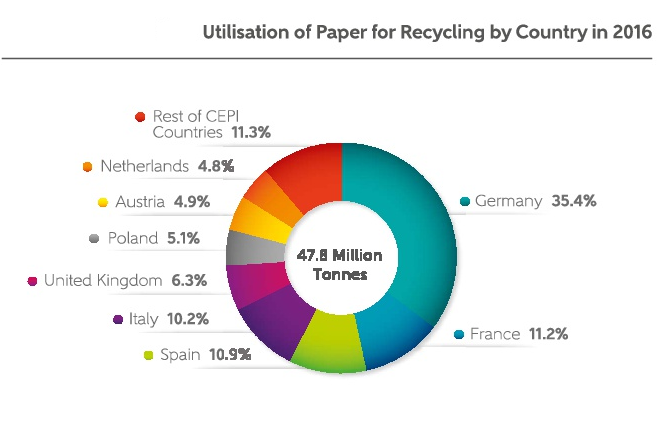 Utilisation of Paper for Recycling by Country in 2016
Rest of CEPI
Countries 11.3%
Netherlands 4.8%
Austria 4.9%
Poland 5.1%
United Kingdom 6.3%
Italy 10.2%
Spain 10.9%
47.8 Million
Tonnes
Germany 35.4%
France 11.2%